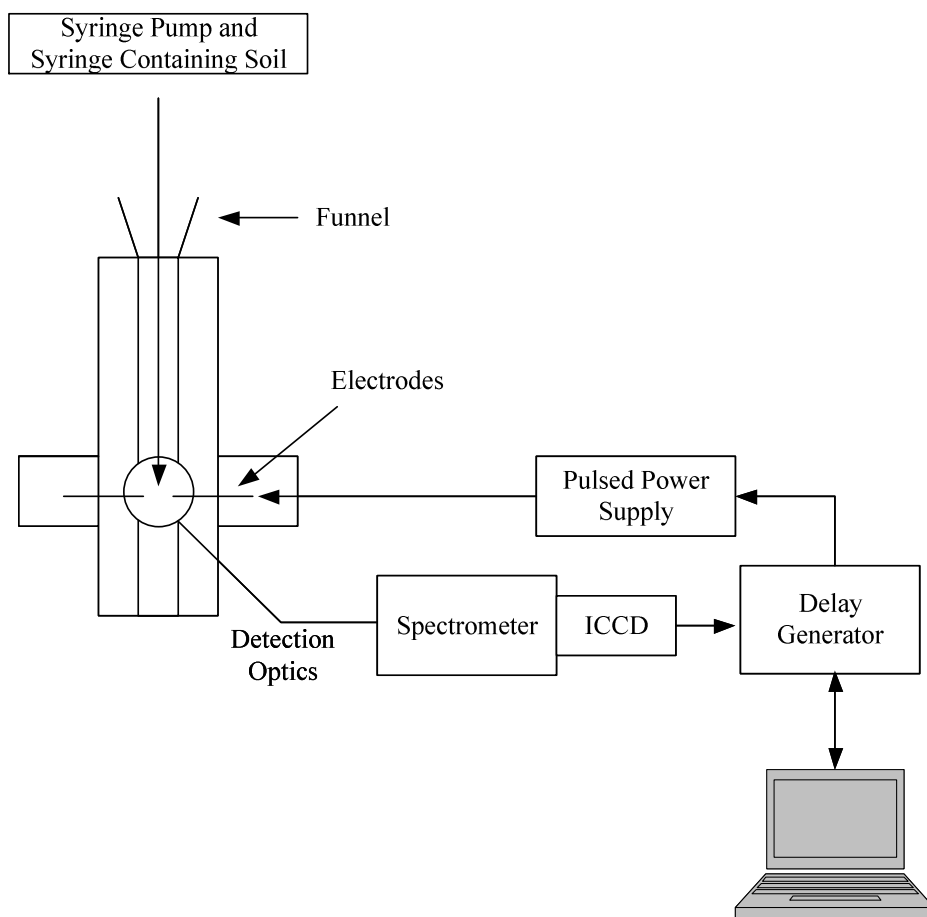 Syringe Pump and
Syringe Containing Soil
Funnel
Electrodes
Pulsed Power
Supply
Spectrometer
ICCD
Delay
Generator
Detection
Optics